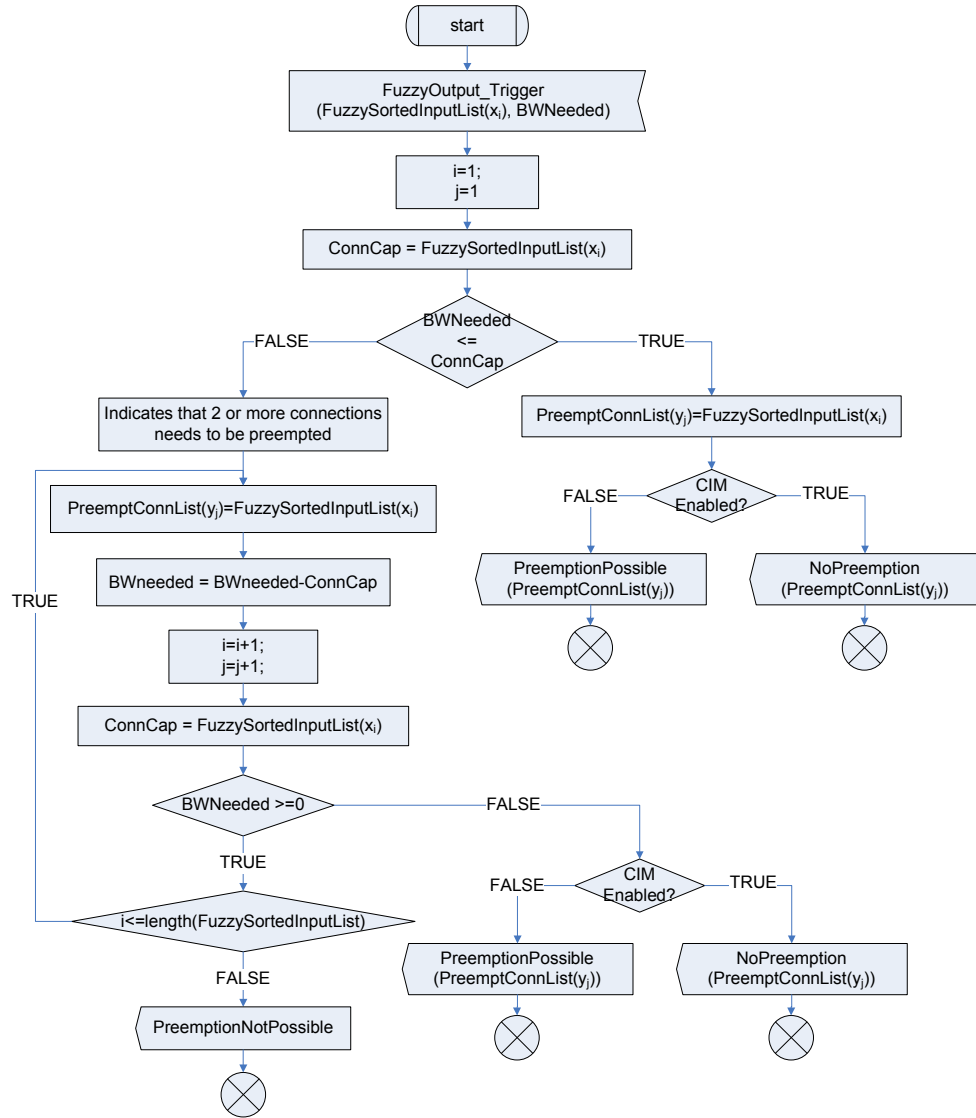 start
FuzzyOutput_Trigger
(FuzzySortedInputList(xᵢ), BWNeeded)
i=1;
j=1
ConnCap = FuzzySortedInputList(xᵢ)
BWNeeded
<=
ConnCap
FALSE
TRUE
Indicates that 2 or more connections
needs to be preempted
PreemptConnList(yⱼ)=FuzzySortedInputList(xᵢ)
CIM
Enabled?
FALSE
TRUE
PreemptionPossible
(PreemptConnList(yⱼ))
NoPreemption
(PreemptConnList(yⱼ))
PreemptConnList(yⱼ)=FuzzySortedInputList(xᵢ)
BWneeded = BWneeded-ConnCap
TRUE
i=i+1;
j=j+1;
ConnCap = FuzzySortedInputList(xᵢ)
BWNeeded >=0
FALSE
TRUE
CIM
Enabled?
FALSE
TRUE
i<=length(FuzzySortedInputList)
PreemptionPossible
(PreemptConnList(yⱼ))
NoPreemption
(PreemptConnList(yⱼ))
FALSE
PreemptionNotPossible